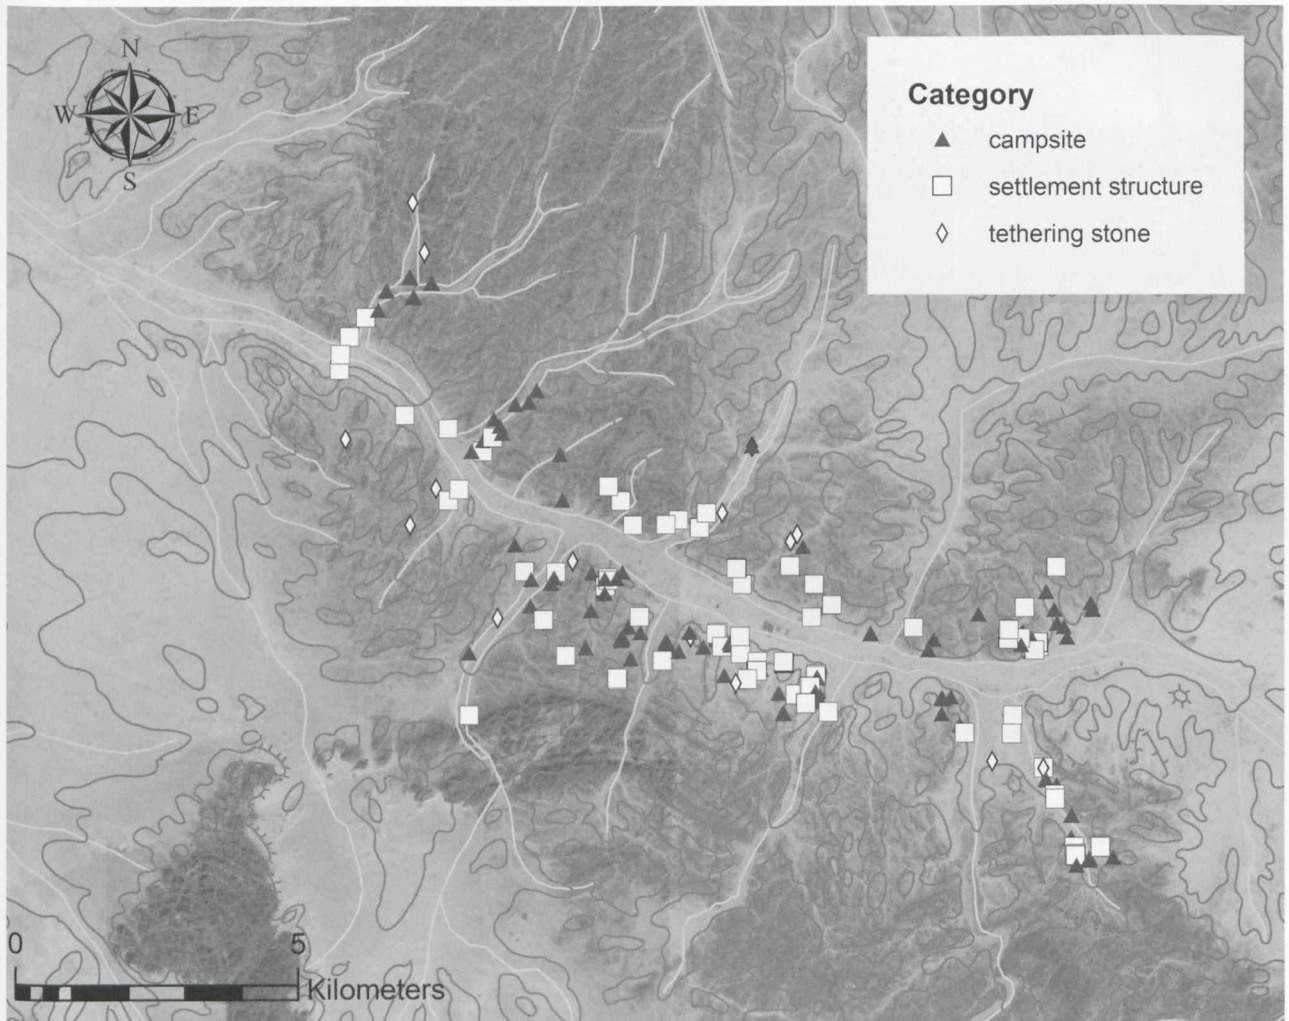 N
W E
S
Category
campsite
settlement structure
tethering stone
0 5
Kilometers